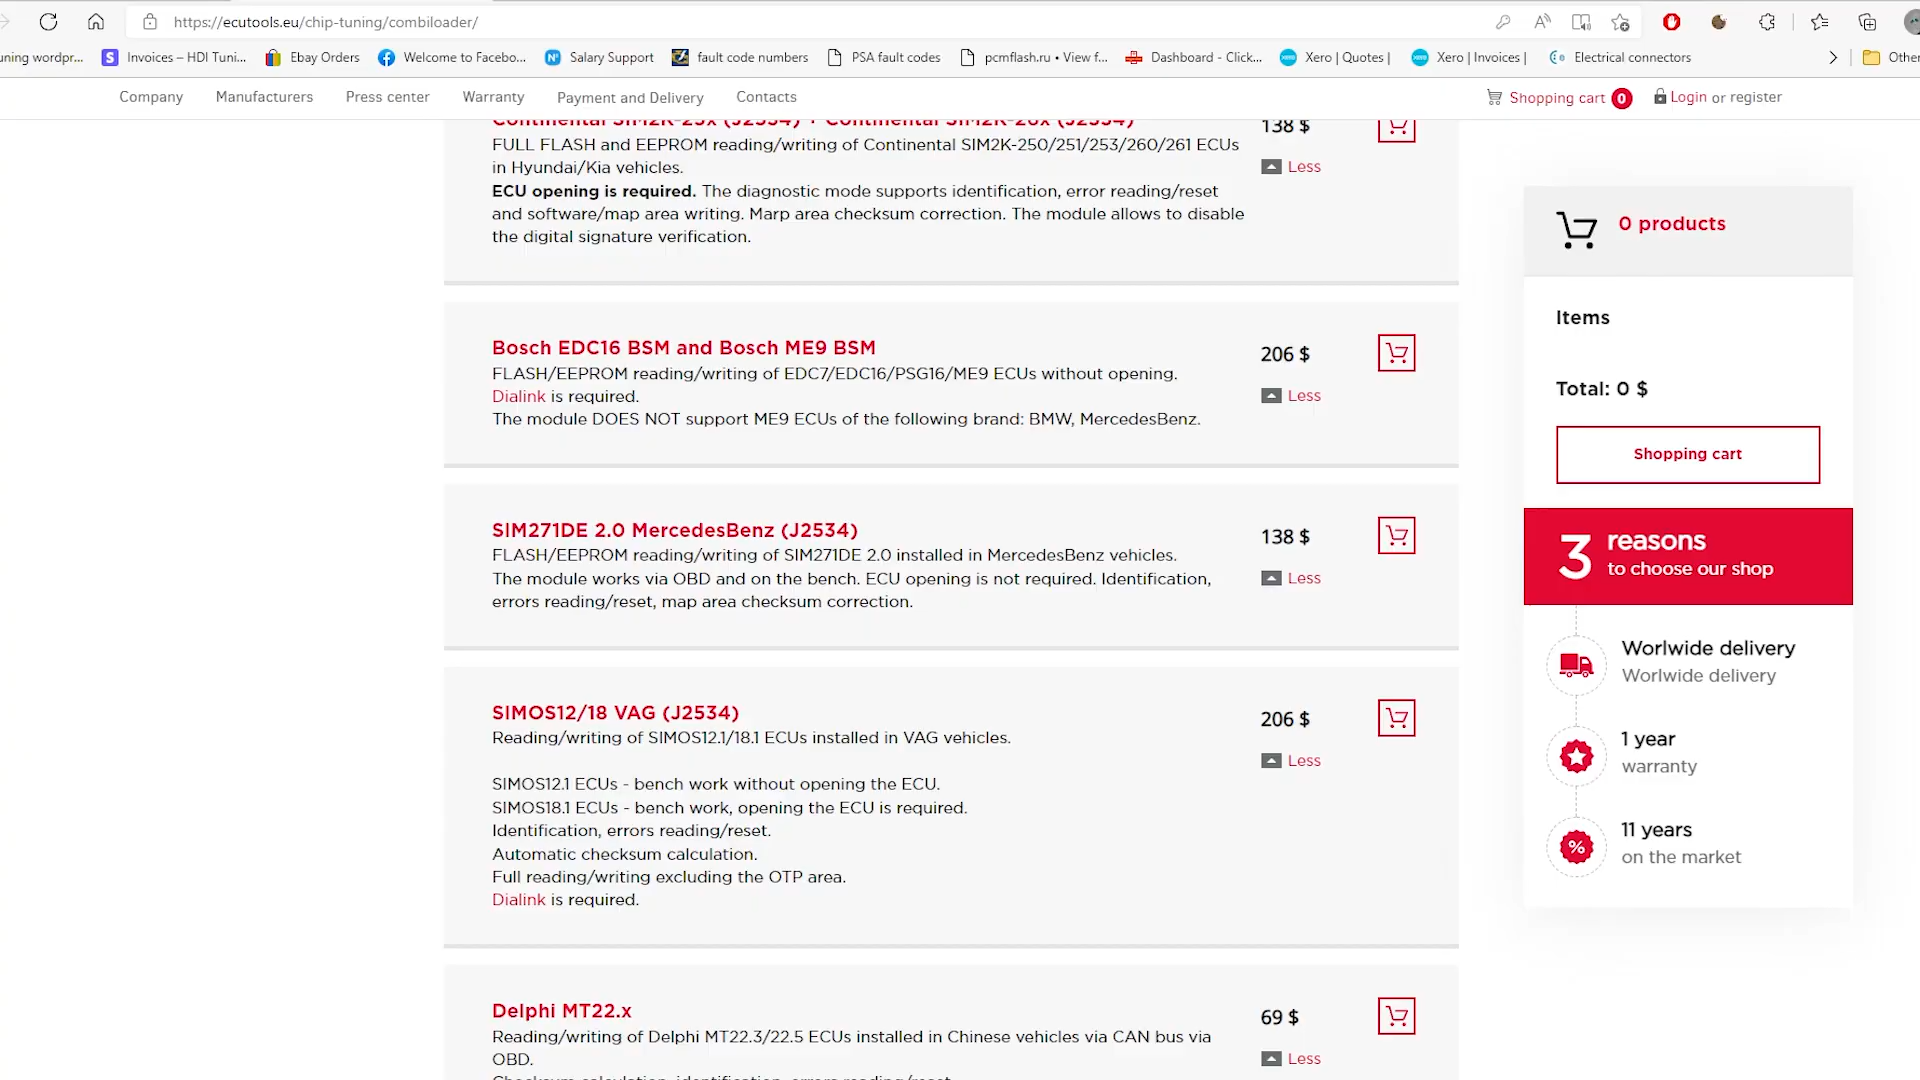 https://ecutools.eu/chip-tuning/combiloader/
uning wordpr...
Invoices – HDI Tuni...
Ebay Orders
Welcome to Facebo...
Salary Support
fault code numbers
PSA fault codes
pcmflash.ru • View f...
Dashboard - Click...
Xero | Quotes |
Xero | Invoices |
Electrical connectors
Other
Company
Manufacturers
Press center
Warranty
Payment and Delivery
Contacts
Shopping cart 0
Login or register
Continental SIM2K-25x (J2534) + Continental SIM2K-26x (J2534)
138 $
FULL FLASH and EEPROM reading/writing of Continental SIM2K-250/251/253/260/261 ECUs
in Hyundai/Kia vehicles.
Less
ECU opening is required. The diagnostic mode supports identification, error reading/reset
and software/map area writing. Marp area checksum correction. The module allows to disable
the digital signature verification.
Bosch EDC16 BSM and Bosch ME9 BSM
206 $
FLASH/EEPROM reading/writing of EDC7/EDC16/PSG16/ME9 ECUs without opening.
Dialink is required.
Less
The module DOES NOT support ME9 ECUs of the following brand: BMW, MercedesBenz.
SIM271DE 2.0 MercedesBenz (J2534)
138 $
FLASH/EEPROM reading/writing of SIM271DE 2.0 installed in MercedesBenz vehicles.
The module works via OBD and on the bench. ECU opening is not required. Identification,
Less
errors reading/reset, map area checksum correction.
SIMOS12/18 VAG (J2534)
206 $
Reading/writing of SIMOS12.1/18.1 ECUs installed in VAG vehicles.
Less
SIMOS12.1 ECUs - bench work without opening the ECU.
SIMOS18.1 ECUs - bench work, opening the ECU is required.
Identification, errors reading/reset.
Automatic checksum calculation.
Full reading/writing excluding the OTP area.
Dialink is required.
Delphi MT22.x
69 $
Reading/writing of Delphi MT22.3/22.5 ECUs installed in Chinese vehicles via CAN bus via
OBD.
Less
Checksum calculation, identification, errors reading/reset.
0 products
Items
Total: 0 $
Shopping cart
3 reasons
to choose our shop
Worlwide delivery
Worlwide delivery
1 year
warranty
11 years
on the market